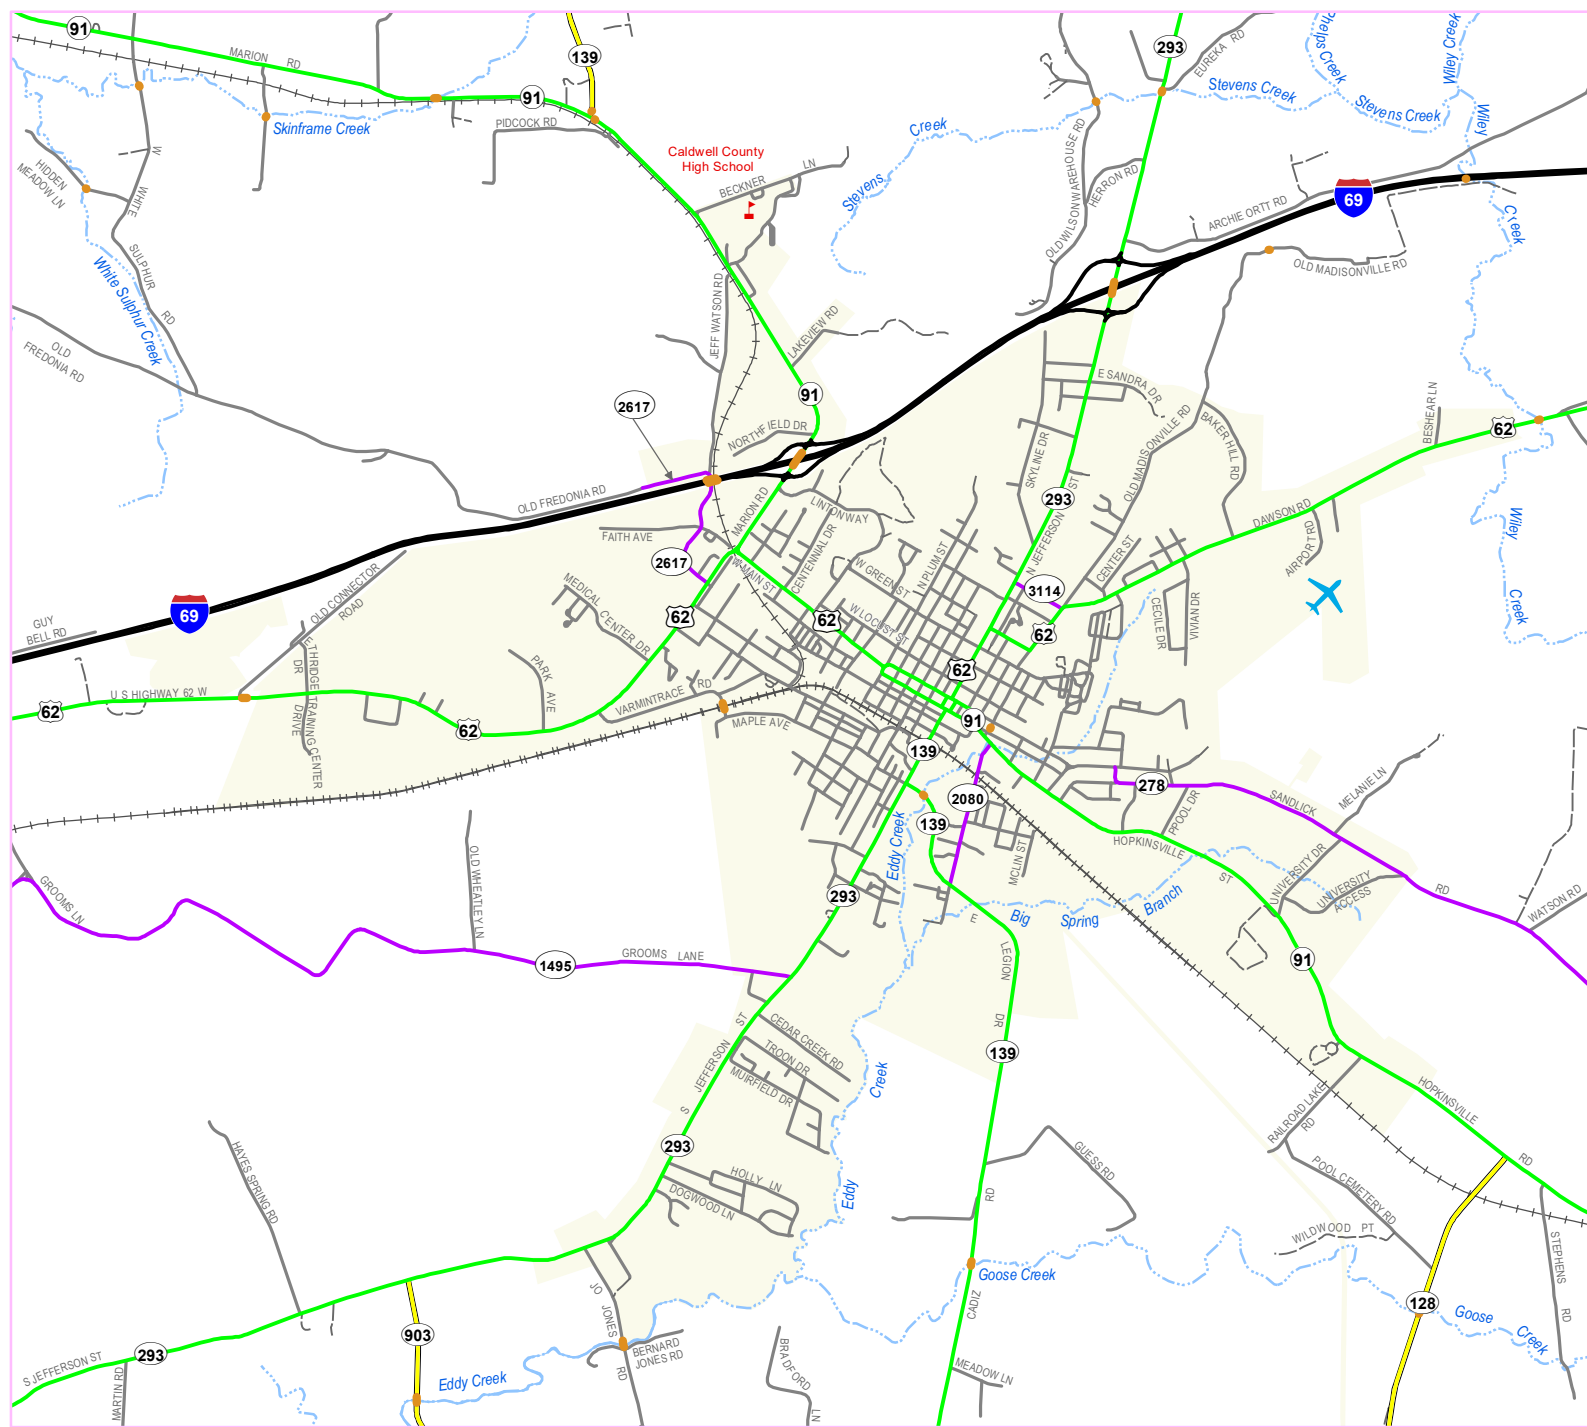 91
MARION RD
139
91
PIDCOCK RD
Skinframe Creek
Caldwell County
High School
BECKNER LN
HIDDEN
MEADOW LN
W WHITE
SULPHUR RD
White Sulphur Creek
OLD
FREDONIA RD
Stevens Creek
293
EUREKA RD
Stevens Creek
Phelps Creek
Wiley Creek
Stevens Creek
Wiley
Creek
OLD WILSON WAREHOUSE RD
HERRON RD
ARCHIE ORTT RD
69
OLD MADISONVILLE RD
JEFF WATSON RD
LAKEVIEW RD
91
2617
NORTHFIELD DR
E SANDRA DR
SKYLINE DR
OLD MADISONVILLE RD
BAKER HILL RD
BESHEAR LN
62
OLD FREDONIA RD
MARION RD
LINTON WAY
293
DAWSON RD
AIRPORT RD
Wiley
Creek
FAITH AVE
2617
W MAIN ST
CENTENNIAL DR
W GREEN ST
N PLUM ST
N JEFFERSON ST
CENTER ST
3114
CECILE DR
VIVIAN DR
MEDICAL CENTER DR
62
62
W LOCUST ST
62
62
OLD CONNECTOR
ROAD
69
GUY
BELL RD
ETHRIDGE
DR
TRAINING CENTER
DRIVE
PARK AVE
U S HIGHWAY 62 W
62
62
VARMINTRACE RD
MAPLE AVE
91
139
2080
278
SANDLICK RD
MELANIE LN
PPOOL DR
139
Eddy Creek
MCLIN ST
HOPKINSVILLE ST
UNIVERSITY DR
UNIVERSITY
ACCESS
WATSON RD
GROOMS LN
OLD WHEATLEY LN
293
Big Spring Branch
E LEGION DR
91
1495
GROOMS LANE
CEDAR CREEK RD
TROON DR
MUIRFIELD DR
S JEFFERSON ST
139
Eddy Creek
HOPKINSVILLE RD
RAILROAD LAKE
RD
POOL CEMETERY RD
293
HOLLY LN
DOGWOOD LN
HAYES SPRING RD
GUESS RD
WILDWOOD PT
STEPHENS RD
CADIZ RD
Goose Creek
128
Goose Creek
JO JONES RD
BERNARD
JONES RD
903
293
S JEFFERSON ST
MARTIN RD
Eddy Creek
BRADFORD LN
MEADOW LN